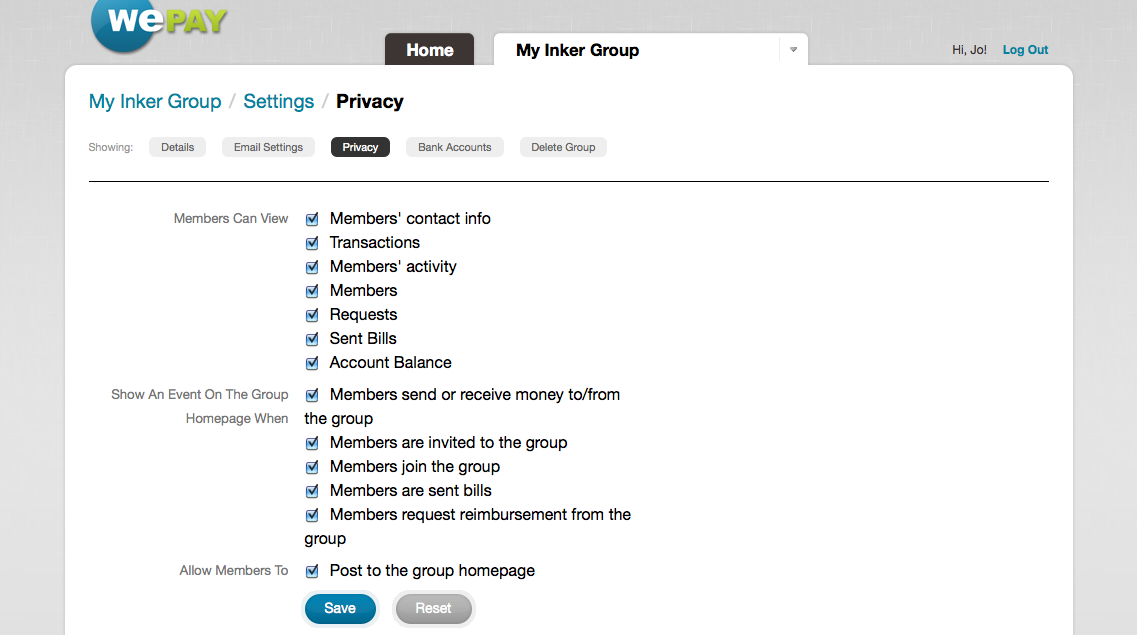 wePAY
Home
My Inker Group
Hi, Jo! Log Out
My Inker Group / Settings / Privacy
Showing: Details Email Settings Privacy Bank Accounts Delete Group
Members Can View Members' contact info
Transactions
Members' activity
Members
Requests
Sent Bills
Account Balance
Show An Event On The Group Members send or receive money to/from
Homepage When the group
Members are invited to the group
Members join the group
Members are sent bills
Members request reimbursement from the
group
Allow Members To Post to the group homepage
Save Reset